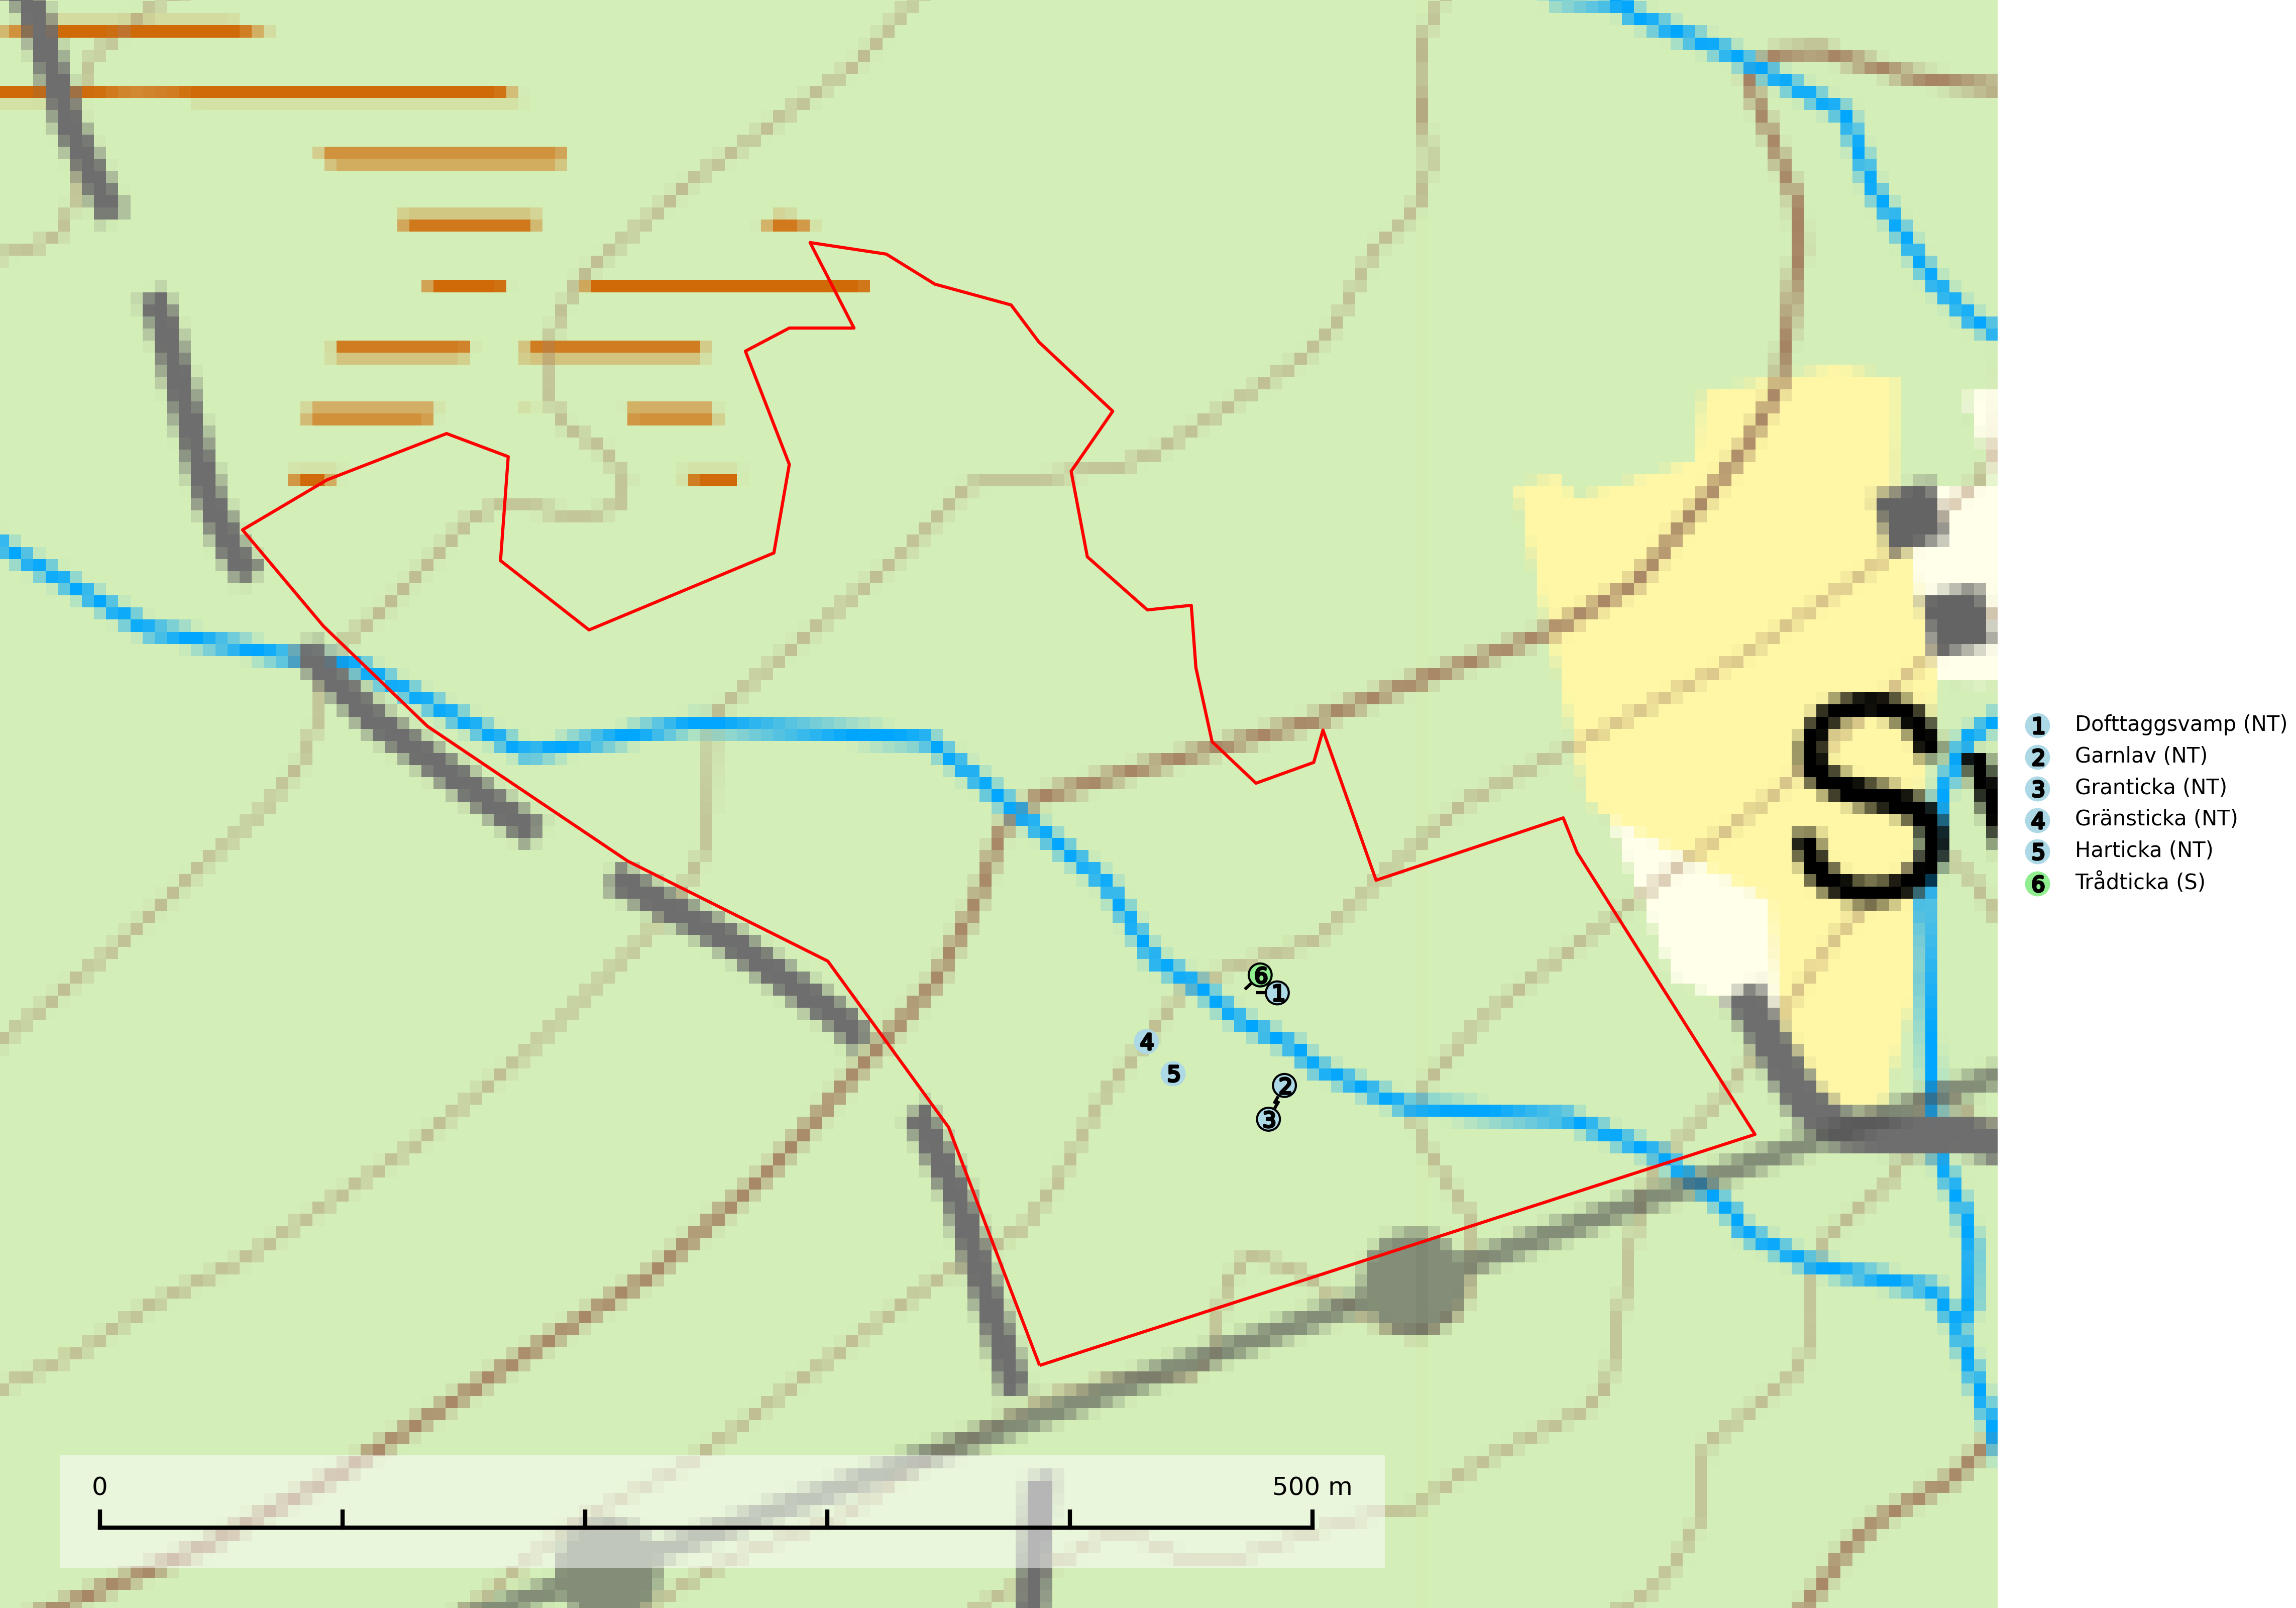 S
6
1
4
5
2
3
0 500 m
1 Dofttaggsvamp (NT)
2 Garnlav (NT)
3 Granticka (NT)
4 Gränsticka (NT)
5 Harticka (NT)
6 Trådticka (S)